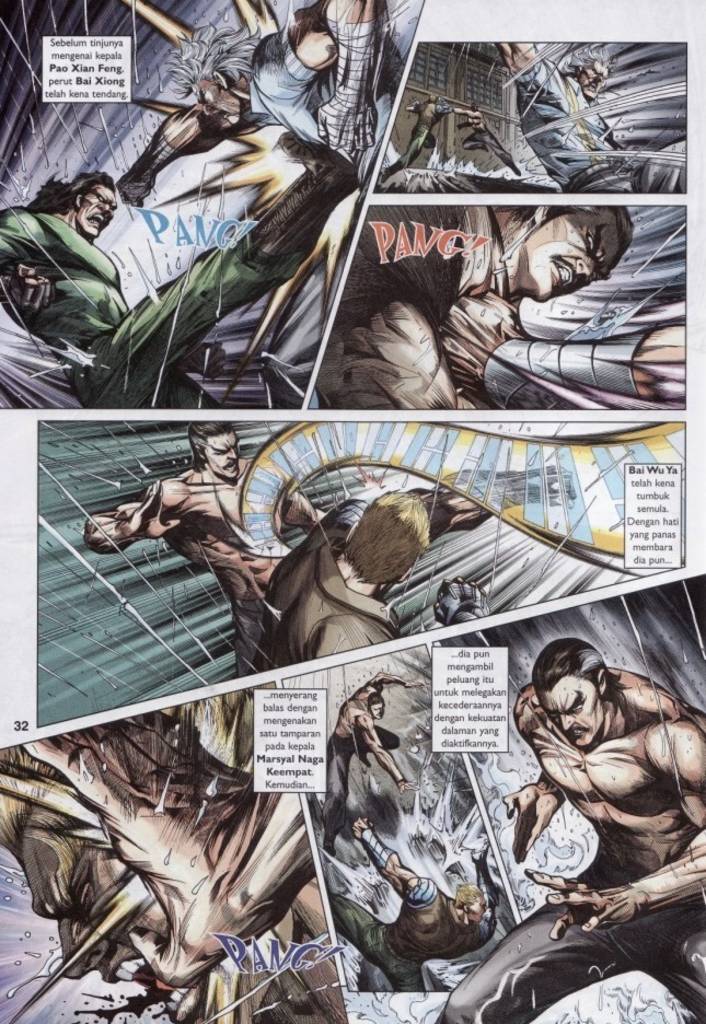 Sebelum tinjunya
mengenai kepala
Pao Xian Feng,
perut Bai Xiong
telah kena tendang.
PANG!
PANG!
Bai Wu Ya
telah kena
tumbuk
semula.
Dengan hati
yang panas
membara
dia pun...
...menyerang
balas dengan
mengenakan
satu tamparan
pada kepala
Marsyal Naga
Keempat.
Kemudian...
...dia pun
mengambil
peluang itu
untuk melegakan
kecederaannya
dengan kekuatan
dalaman yang
diaktifkannya.
32
PANG!